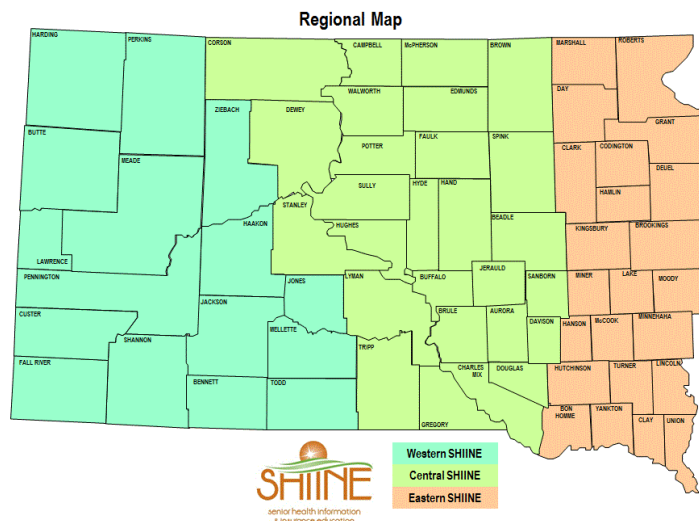 Regional Map
HARDING
PERKINS
CORSON
CAMPBELL
McPHERSON
BROWN
MARSHALL
ROBERTS
WALWORTH
EDMUNDS
DAY
ZIEBACH
DEWEY
GRANT
BUTTE
MEADE
POTTER
FAULK
SPINK
CLARK
CODINGTON
DEUEL
SULLY
HYDE
HAND
HAMLIN
STANLEY
HAAKON
HUGHES
BEADLE
KINGSBURY
BROOKINGS
LAWRENCE
PENNINGTON
JONES
LYMAN
BUFFALO
JERAULD
SANBORN
MINER
LAKE
MOODY
JACKSON
CUSTER
SHANNON
MELLETTE
BRULE
AURORA
DAVISON
HANSON
McCOOK
MINNEHAHA
TRIPP
FALL RIVER
BENNETT
TODD
CHARLES
MIX
DOUGLAS
HUTCHINSON
TURNER
LINCOLN
GREGORY
BON
HOMME
YANKTON
CLAY
UNION
SHIINE
senior health information
& insurance education
Western SHIINE
Central SHIINE
Eastern SHIINE